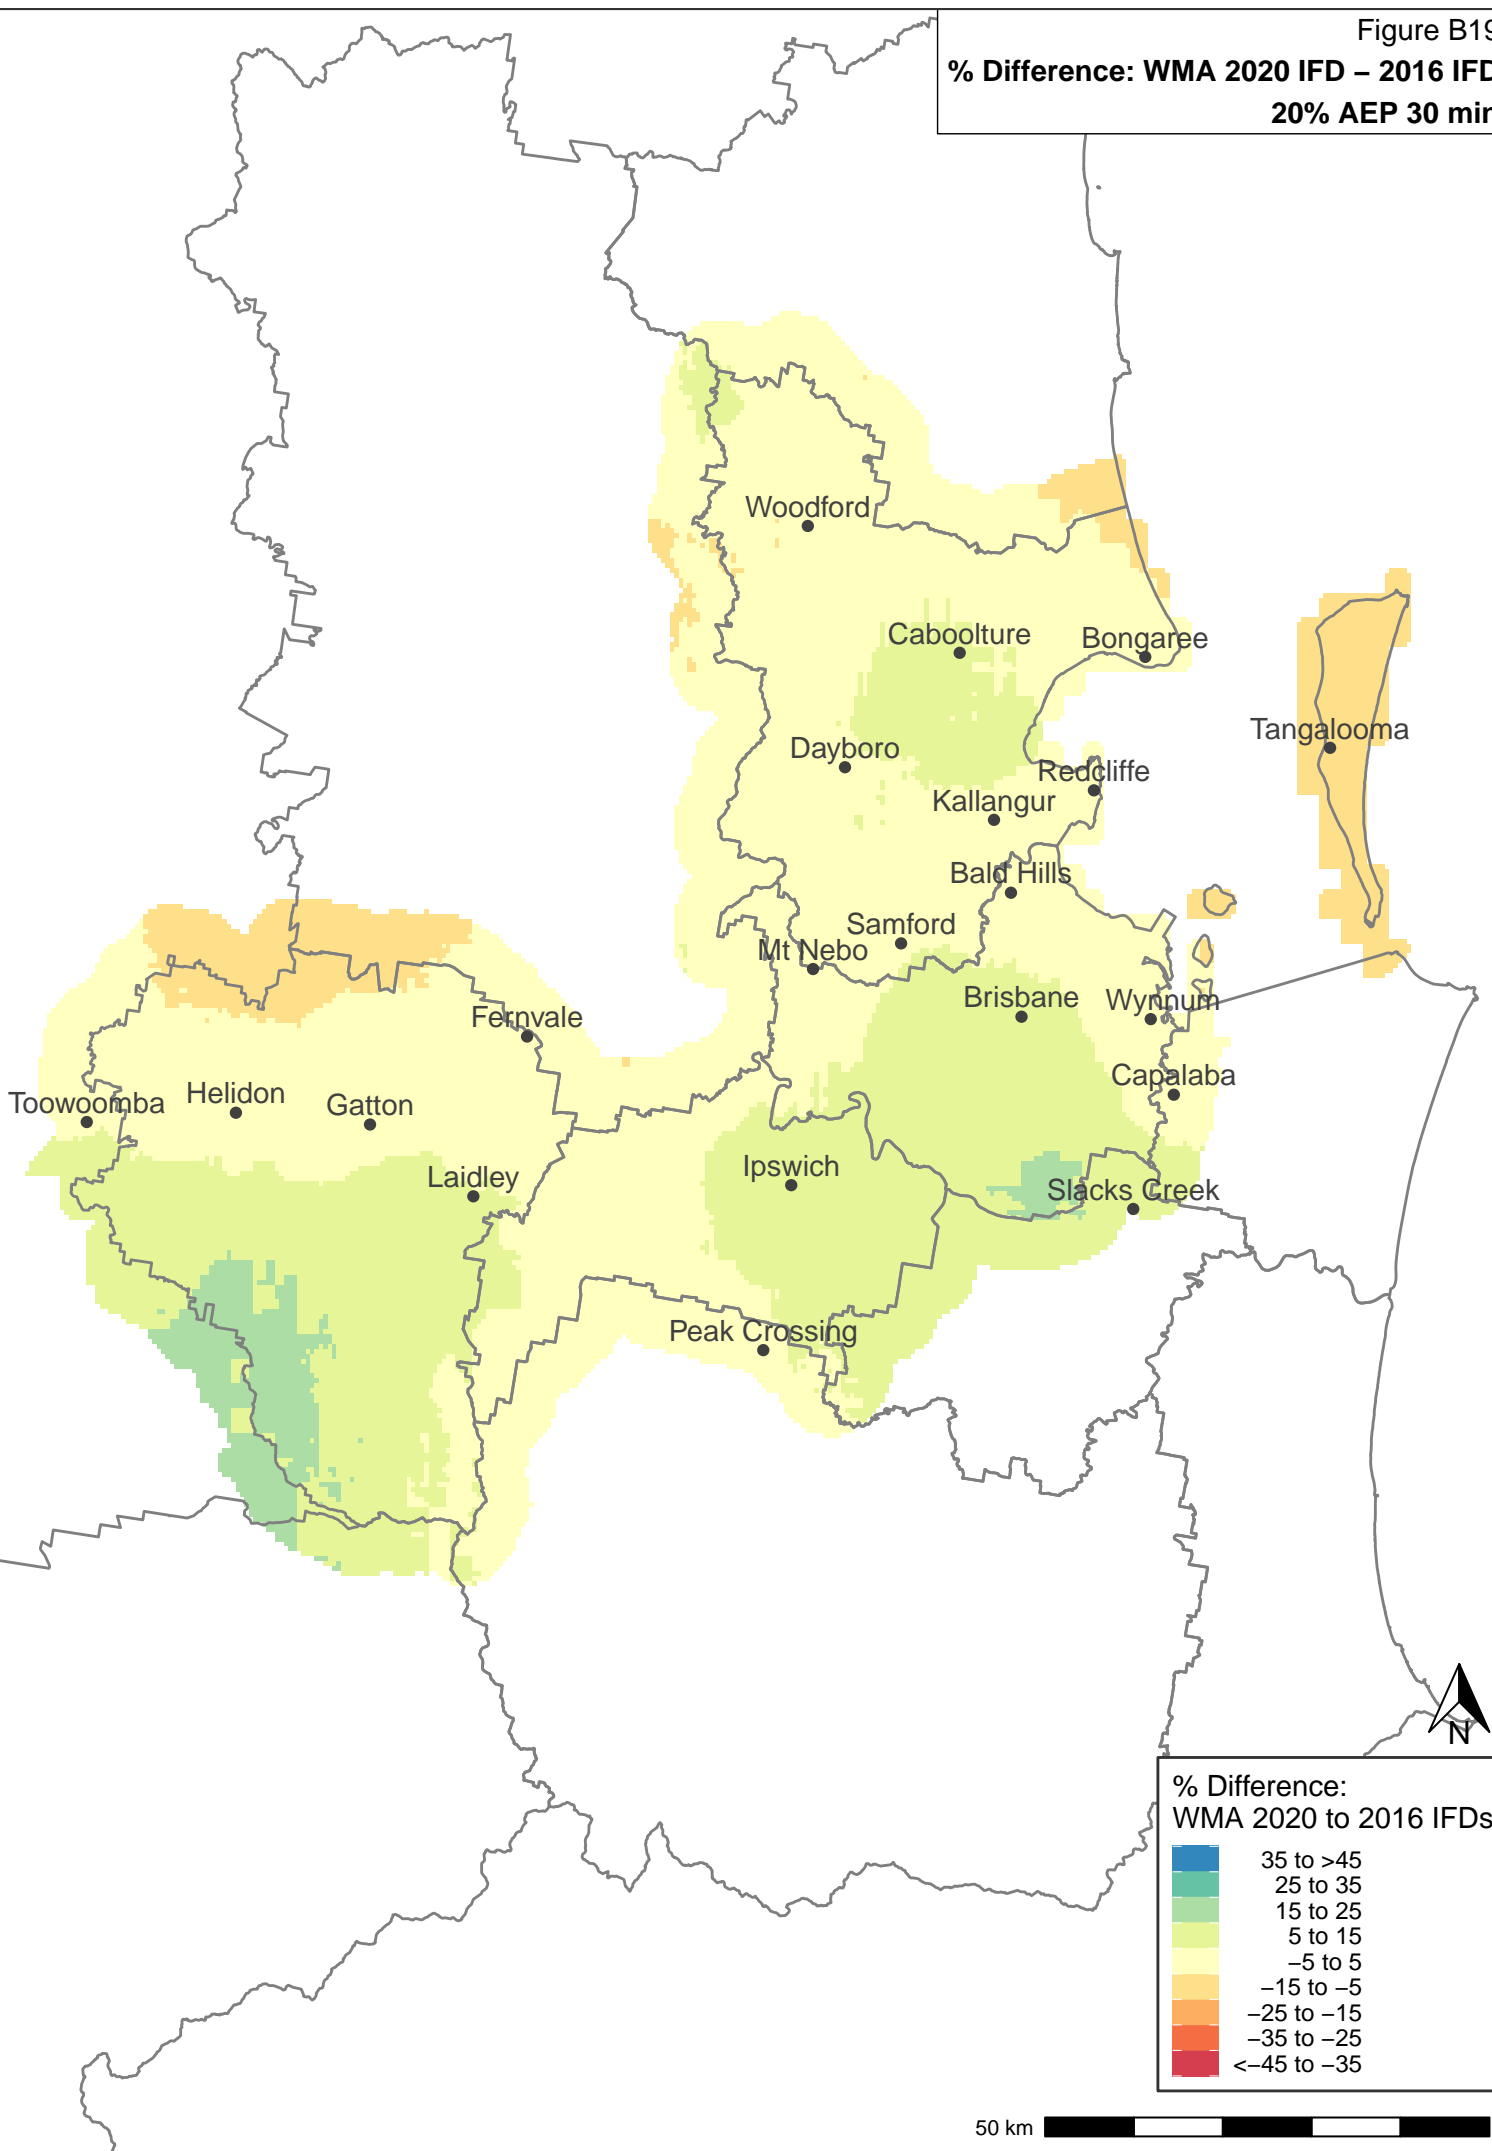 Figure B19
% Difference: WMA 2020 IFD – 2016 IFD
20% AEP 30 min
Woodford
Caboolture
Bongaree
Tangalooma
Dayboro
Redcliffe
Kallangur
Bald Hills
Samford
Mt Nebo
Brisbane
Wynnum
Fernvale
Capalaba
Toowoomba
Helidon
Gatton
Ipswich
Laidley
Slacks Creek
Peak Crossing
N
% Difference:
WMA 2020 to 2016 IFDs
35 to >45
25 to 35
15 to 25
5 to 15
−5 to 5
−15 to −5
−25 to −15
−35 to −25
<−45 to −35
50 km